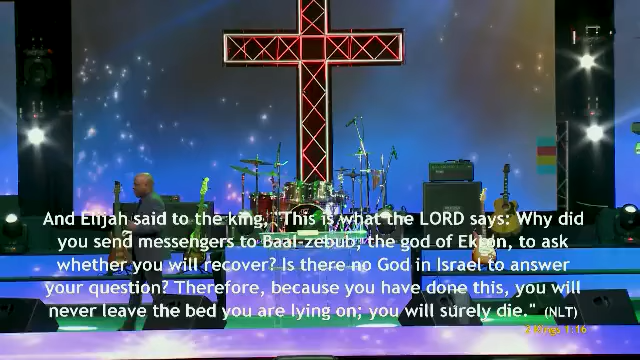 And Elijah said to the king, "This is what the LORD says: Why did
you send messengers to Baal-zebub, the god of Ekron, to ask
whether you will recover? Is there no God in Israel to answer
your question? Therefore, because you have done this, you will
never leave the bed you are lying on; you will surely die." (NLT)
2 Kings 1:16